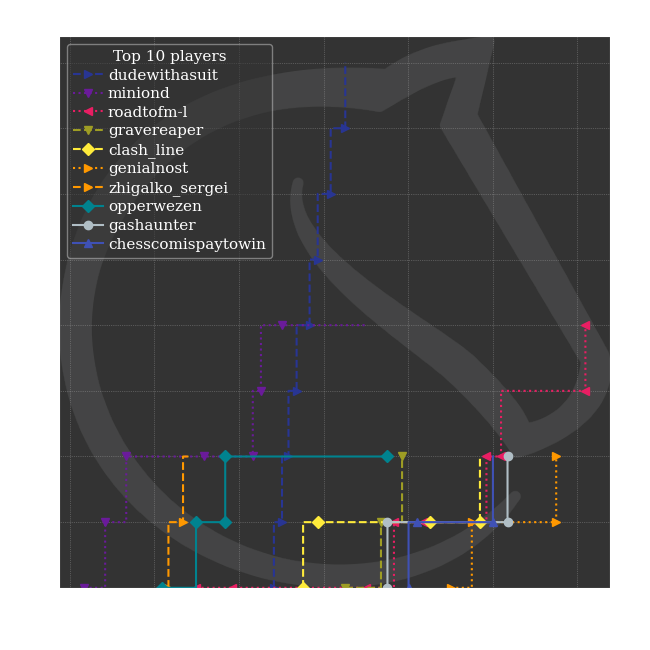 Top 10 players
dudewithasuit
miniond
roadtofm-l
gravereaper
clash_line
genialnost
zhigalko_sergei
opperwezen
gashaunter
chesscomispaytowin